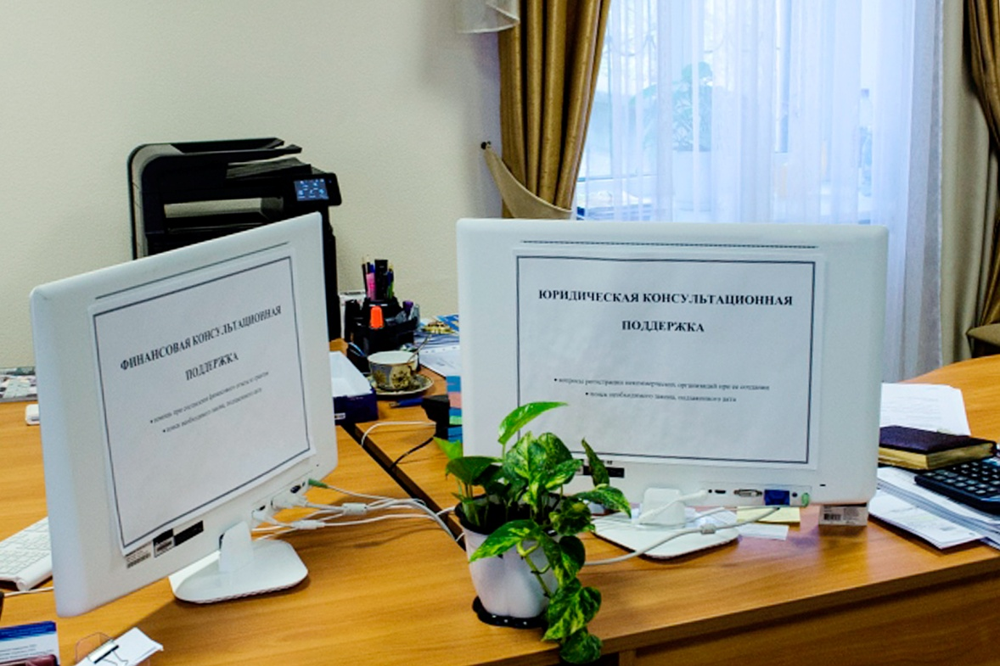 ФИНАНСОВАЯ КОНСУЛЬТАЦИОННАЯ
ПОДДЕРЖКА
• помощь при составлении финансового отчета
• поиск необходимого закона, подзаконного акта
ЮРИДИЧЕСКАЯ КОНСУЛЬТАЦИОННАЯ
ПОДДЕРЖКА
• вопросы регистрации некоммерческих организаций при их создании
• поиск необходимого закона, подзаконного акта